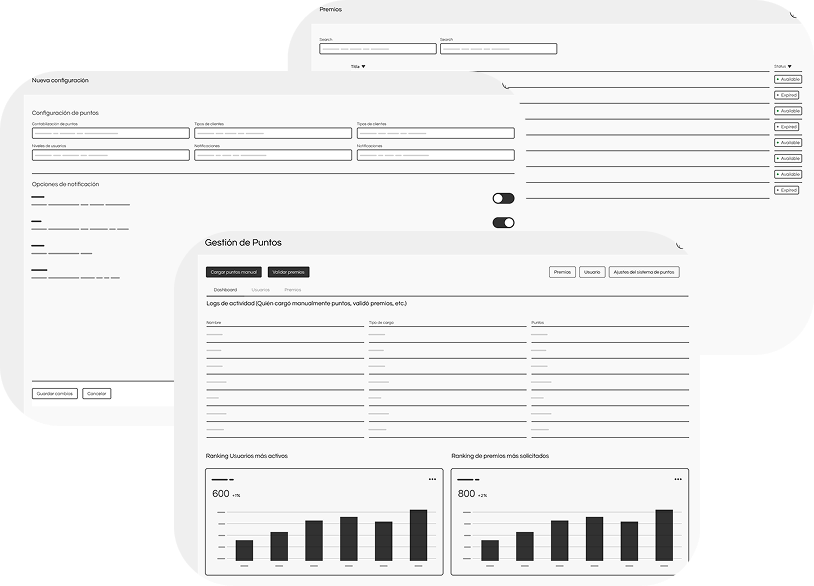 Premios
Search Search
Title Status
Available
Expired
Available
Expired
Available
Available
Available
Expired
Nueva configuración
Configuración de puntos
Contabilización de puntos Tipos de clientes Tipos de clientes
Niveles de usuarios Notificaciones Notificaciones
Opciones de notificación
Guardar cambios Cancelar
Gestión de Puntos
Cargar puntos manual Validar premios Premios Usuario Ajustes del sistema de puntos
Dashboard Usuarios Premios
Logs de actividad (Quién cargó manualmente puntos, validó premios, etc.)
Nombre Tipo de cargo Puntos
Ranking Usuarios más activos Ranking de premios más solicitados
600 +1% 800 +2%